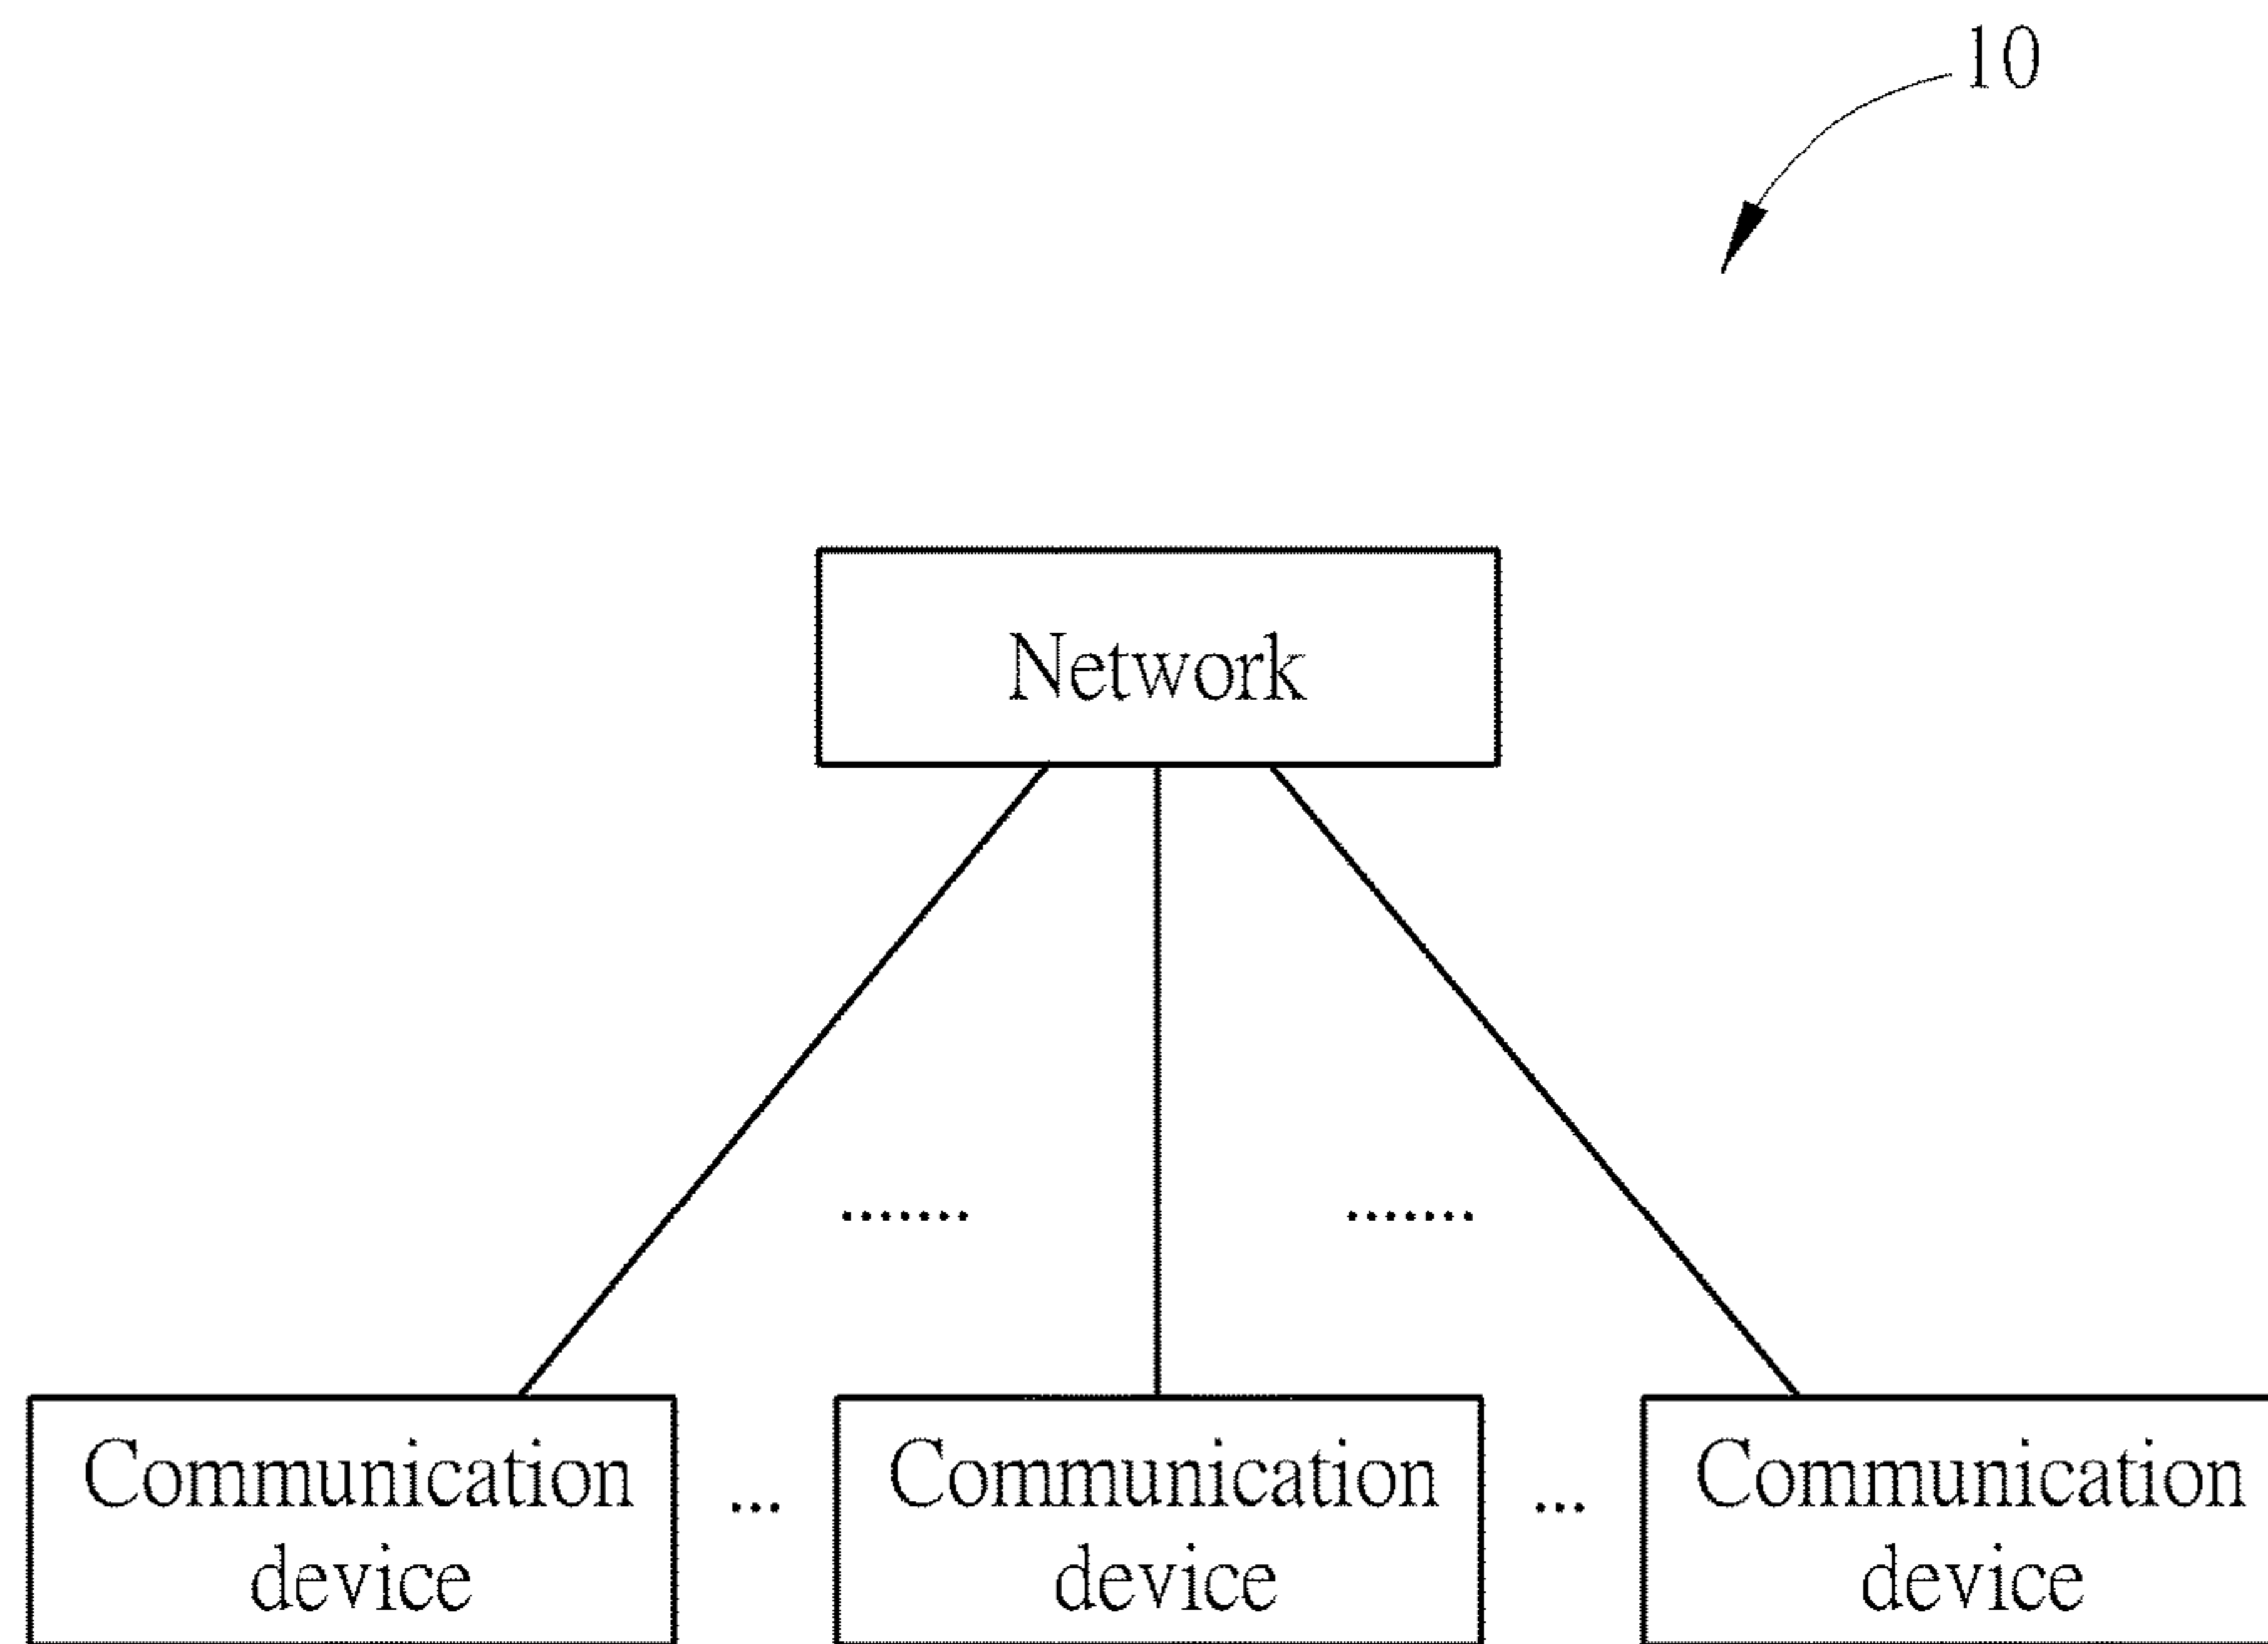 10
Network
.......
.......
Communication device
...
Communication device
...
Communication device